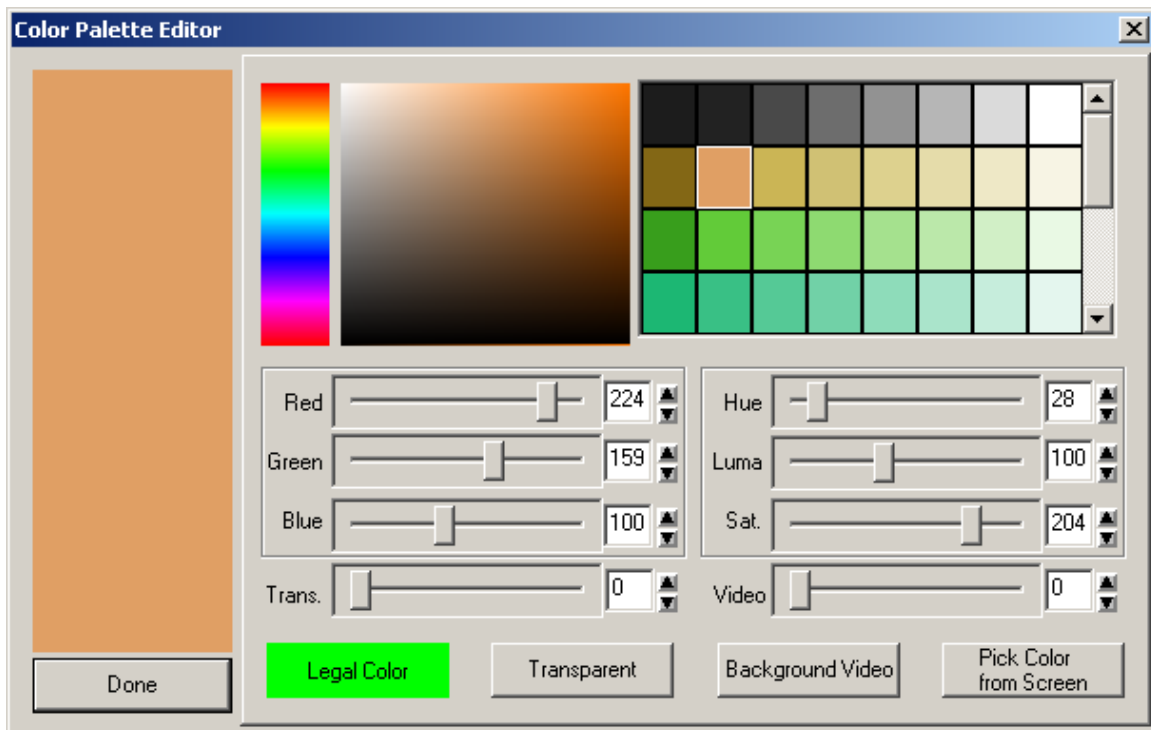 Color Palette Editor
Red 224
Hue 28
Green 159
Luma 100
Blue 100
Sat. 204
Trans. 0
Video 0
Legal Color
Transparent
Background Video
Pick Color
from Screen
Done